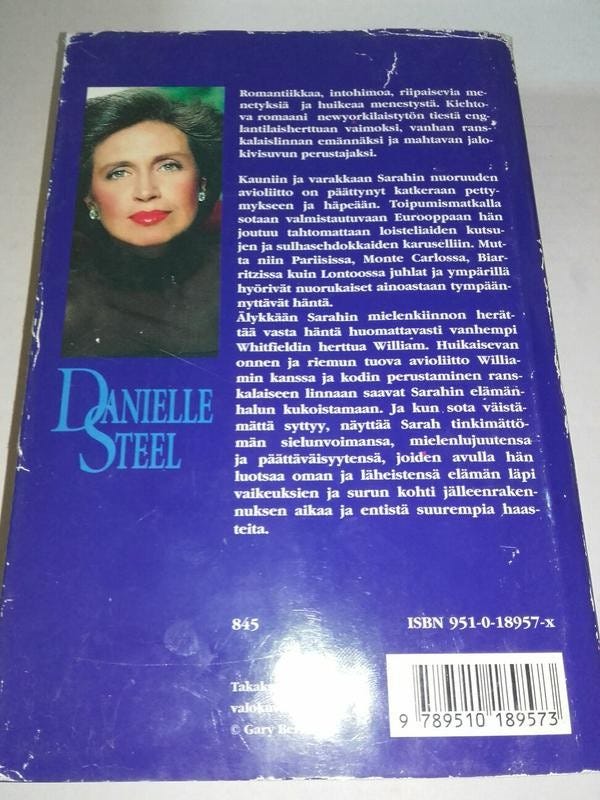 Romantiikkaa, intohimoa, riipaisevia me-
netyksiä ja huikeaa menestystä. Kiehto-
va romaani newyorkilaistytön tiestä eng-
lantilaisherttuan vaimoksi, vanhan rans-
kalaislinnan emännäksi ja mahtavan jalo-
kivisuvun perustajaksi.
Kauniin ja varakkaan Sarahin nuoruuden
avioliitto on päättynyt katkeraan petty-
mykseen ja häpeään. Toipumismatkalla
sotaan valmistautuvaan Eurooppaan hän
joutuu tahtomattaan loisteliaiden kutsu-
jen ja sulhasehdokkaiden karuselliin. Mut-
ta niin Pariisissa, Monte Carlossa, Biar-
ritzissa kuin Lontoossa juhlat ja ympärillä
hyörivät nuorukaiset ainoastaan tympään-
nyttävät häntä.
Älykkään Sarahin mielenkiinnon herät-
tää vasta häntä huomattavasti vanhempi
Whitfieldin herttua William. Huikaisevan
onnen ja riemun tuova avioliitto Willia-
min kanssa ja kodin perustaminen rans-
kalaiseen linnaan saavat Sarahin elämän-
halun kukoistamaan. Ja kun sota väistä-
mättä syttyy, näyttää Sarah tinkimättö-
män sielunvoimansa, mielenlujuutensa
ja päättäväisyytensä, joiden avulla hän
luotsaa oman ja läheistensä elämän läpi
vaikeuksien ja surun kohti jälleenraken-
nuksen aikaa ja entistä suurempia haas-
teita.
DANIELLE
STEEL
845 ISBN 951-0-18957-x
© Gary
9 789510 189573